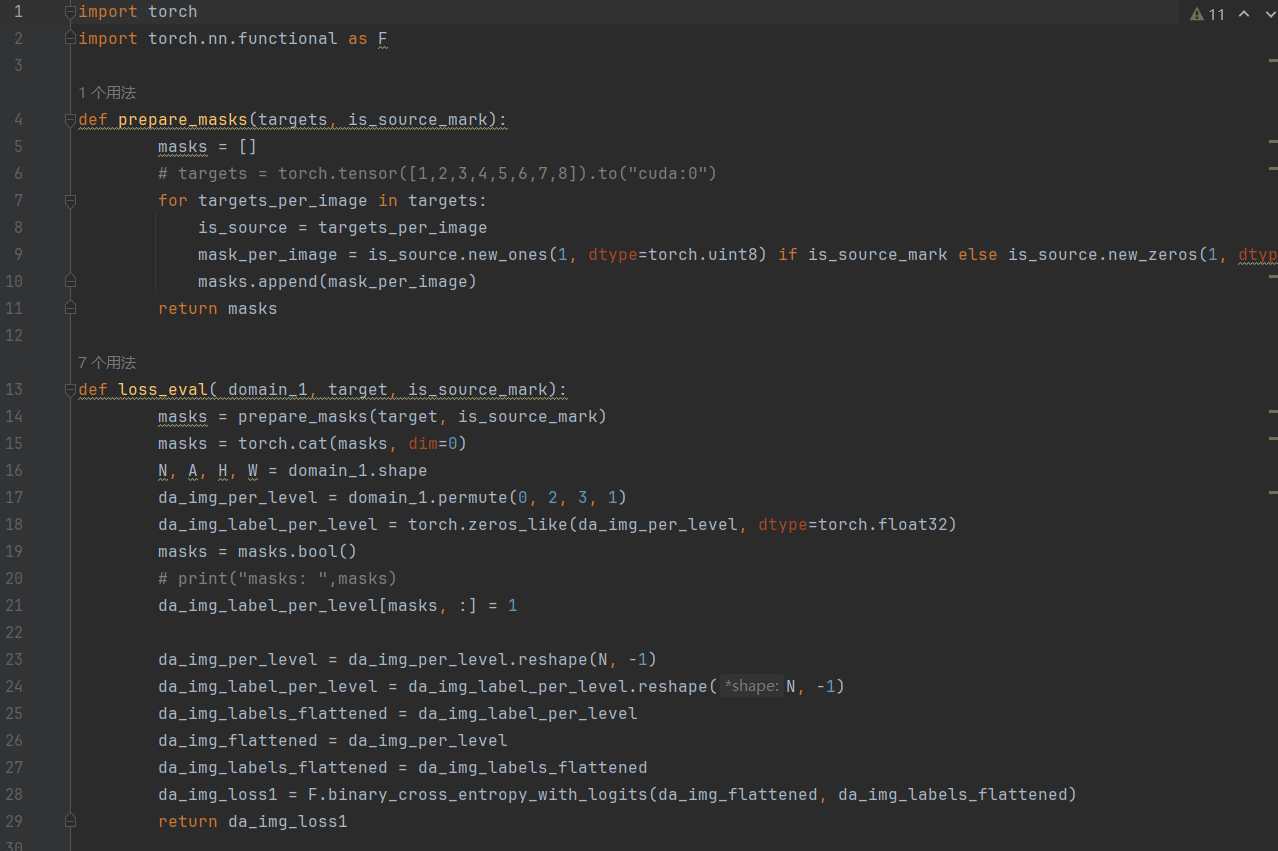 1 import torch 11
2 import torch.nn.functional as F
3
1 个用法
4 def prepare_masks(targets, is_source_mark):
5 masks = []
6 # targets = torch.tensor([1,2,3,4,5,6,7,8]).to("cuda:0")
7 for targets_per_image in targets:
8 is_source = targets_per_image
9 mask_per_image = is_source.new_ones(1, dtype=torch.uint8) if is_source_mark else is_source.new_zeros(1, dtyp
10 masks.append(mask_per_image)
11 return masks
12
7 个用法
13 def loss_eval( domain_1, target, is_source_mark):
14 masks = prepare_masks(target, is_source_mark)
15 masks = torch.cat(masks, dim=0)
16 N, A, H, W = domain_1.shape
17 da_img_per_level = domain_1.permute(0, 2, 3, 1)
18 da_img_label_per_level = torch.zeros_like(da_img_per_level, dtype=torch.float32)
19 masks = masks.bool()
20 # print("masks: ",masks)
21 da_img_label_per_level[masks, :] = 1
22
23 da_img_per_level = da_img_per_level.reshape(N, -1)
24 da_img_label_per_level = da_img_label_per_level.reshape( *shape: N, -1)
25 da_img_labels_flattened = da_img_label_per_level
26 da_img_flattened = da_img_per_level
27 da_img_labels_flattened = da_img_labels_flattened
28 da_img_loss1 = F.binary_cross_entropy_with_logits(da_img_flattened, da_img_labels_flattened)
29 return da_img_loss1
30